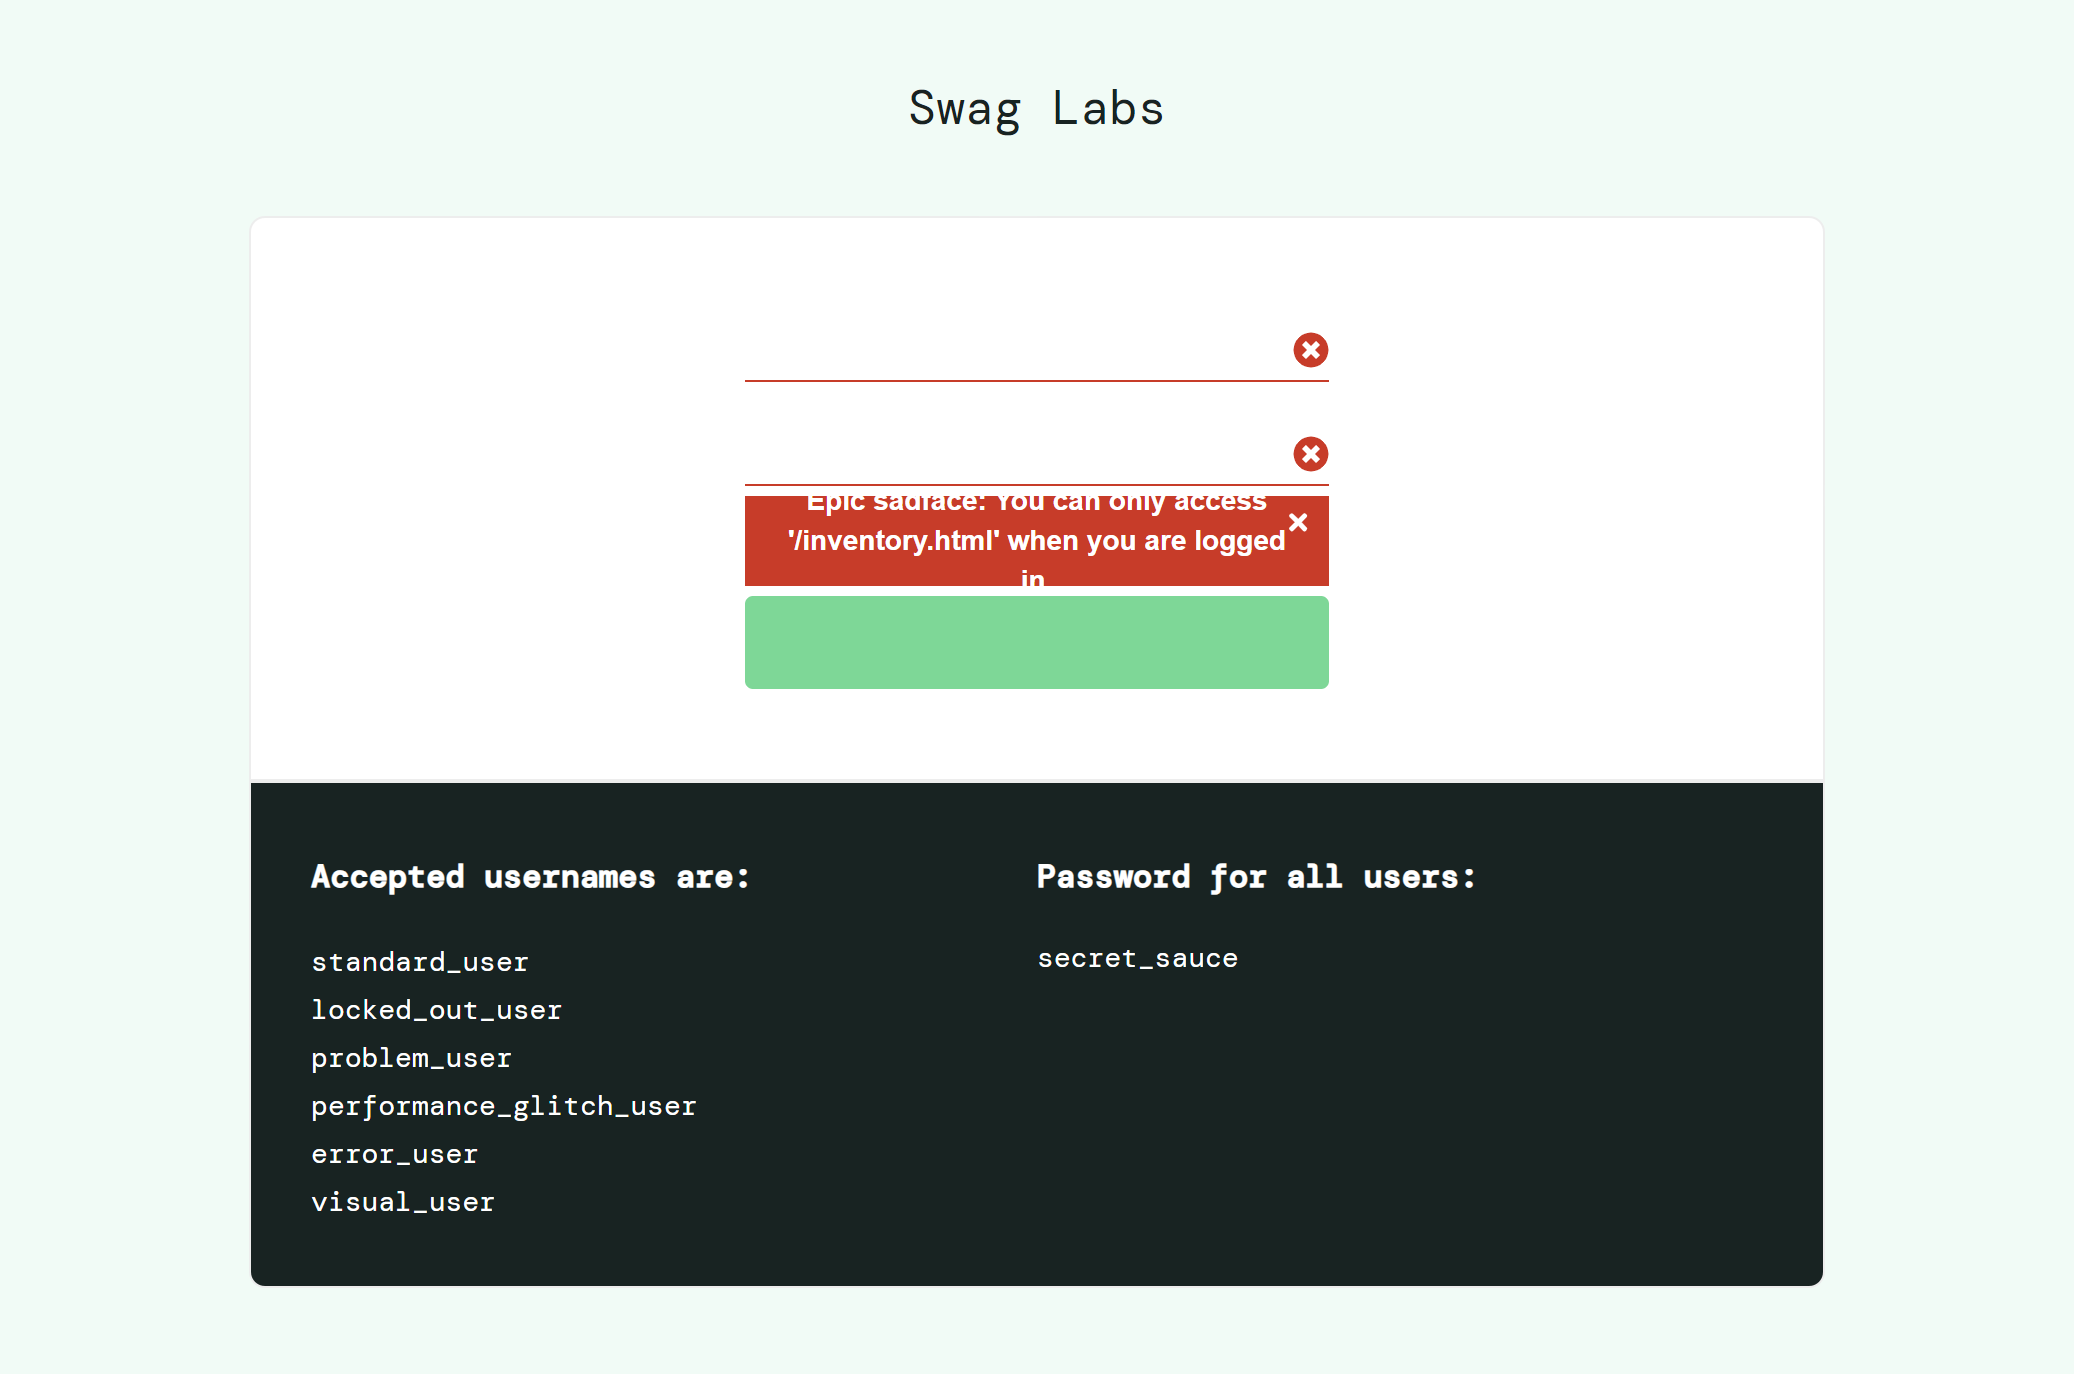 Swag Labs
Epic sadface: You can only access
'/inventory.html' when you are logged
in
Accepted usernames are:
standard_user
locked_out_user
problem_user
performance_glitch_user
error_user
visual_user
Password for all users:
secret_sauce